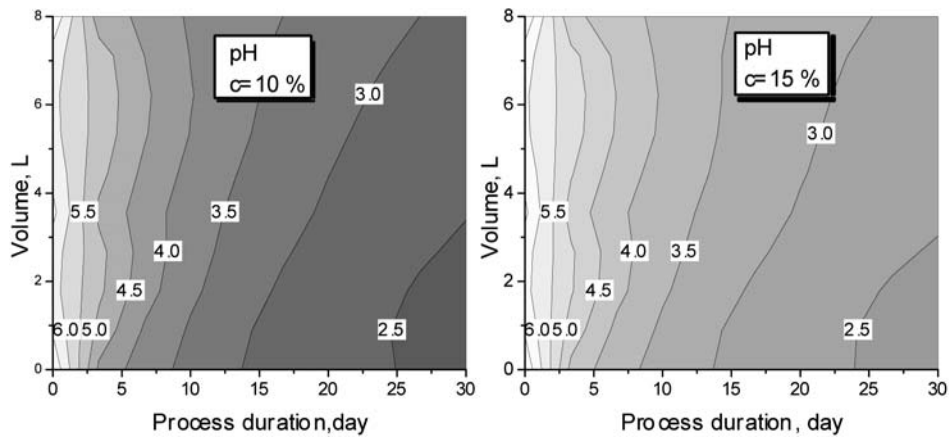 8
6
4
2
0
Volume, L
pH
c=10 %
3.0
5.5
3.5
4.0
4.5
6.0
5.0
2.5
0 5 10 15 20 25 30
Process duration,day
8
6
4
2
0
Volume, L
pH
c=15 %
3.0
5.5
4.0
3.5
4.5
6.0
5.0
2.5
0 5 10 15 20 25 30
Process duration, day